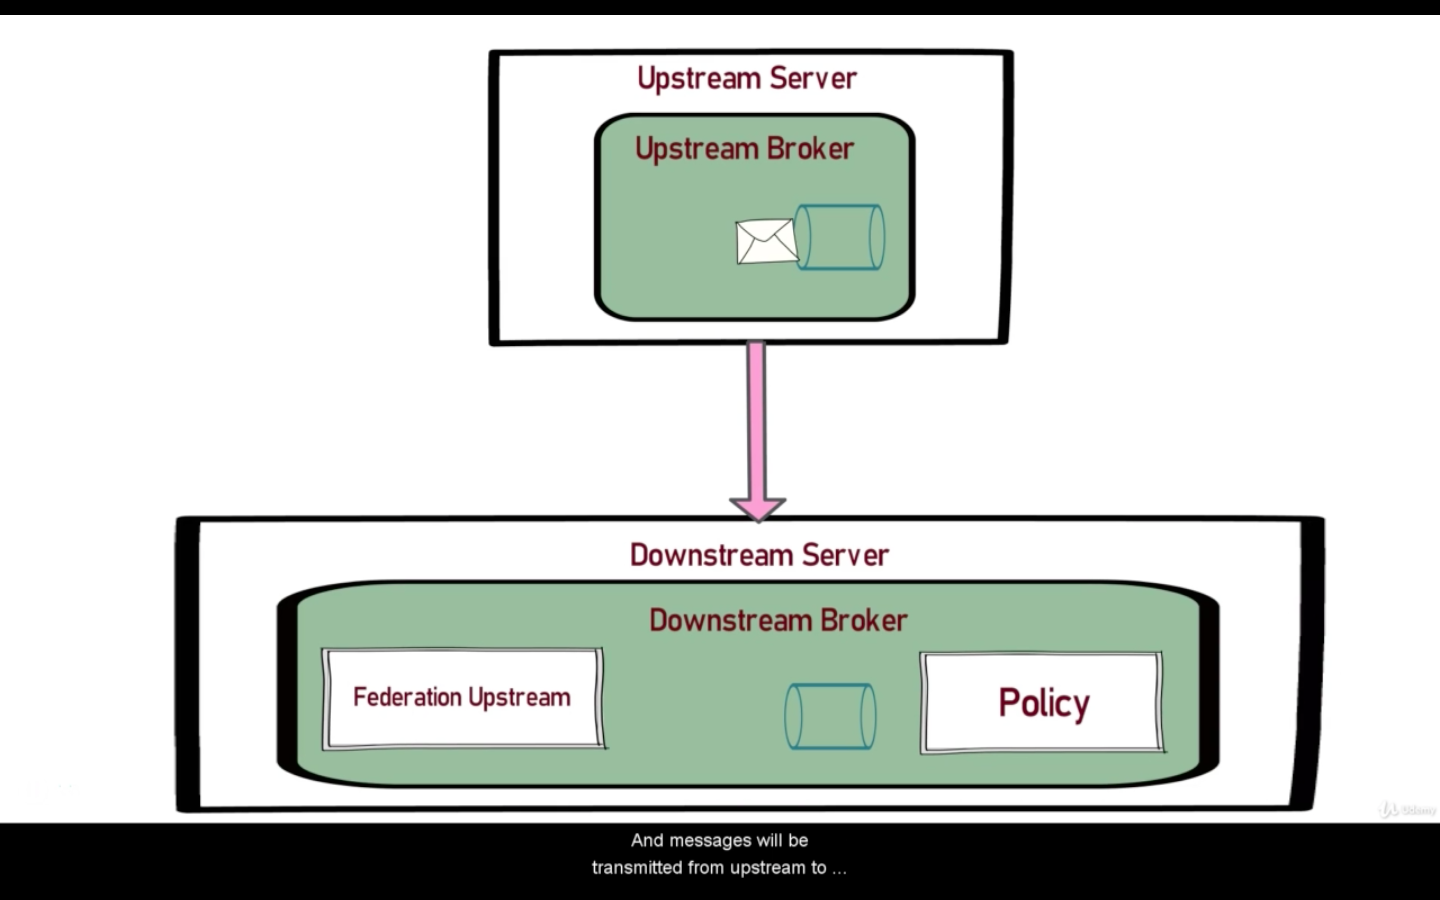 Upstream Server
Upstream Broker
Downstream Server
Downstream Broker
Federation Upstream
Policy
Udemy
And messages will be
transmitted from upstream to ...